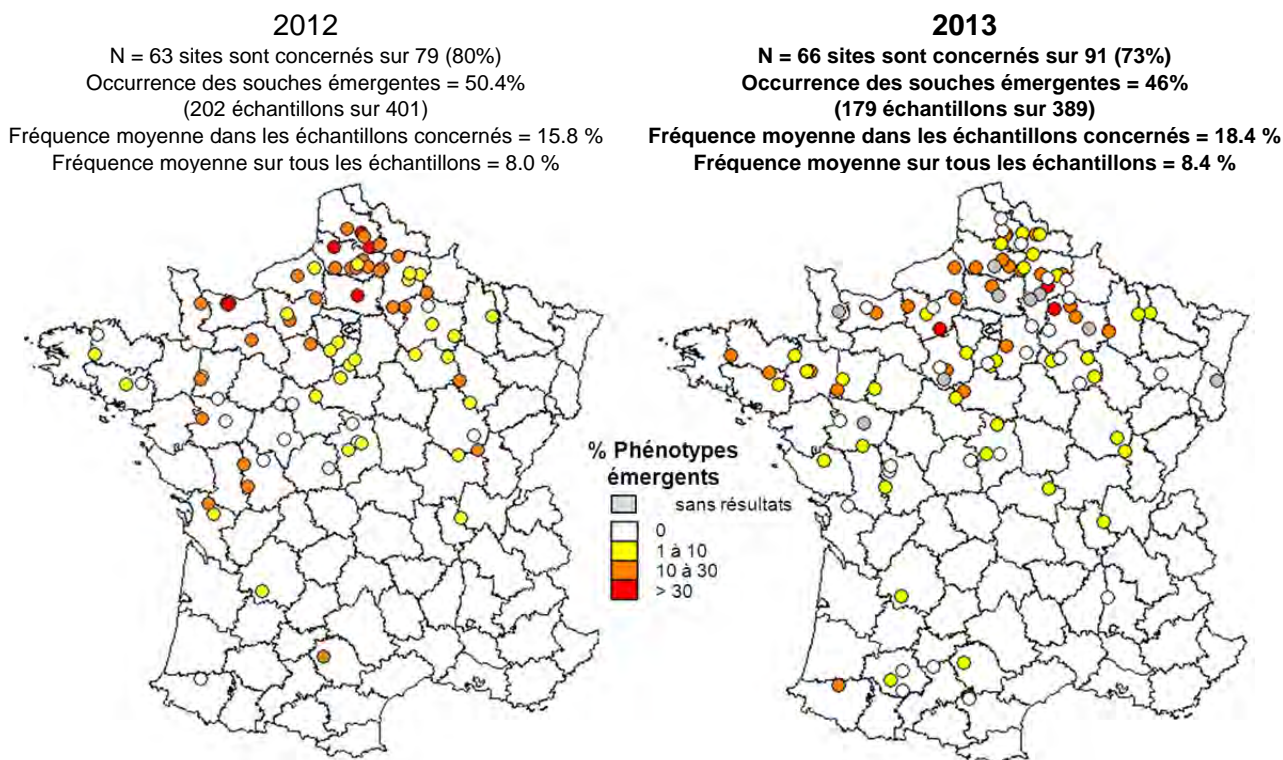 2012
N = 63 sites sont concernés sur 79 (80%)
Occurrence des souches émergentes = 50.4%
(202 échantillons sur 401)
Fréquence moyenne dans les échantillons concernés = 15.8 %
Fréquence moyenne sur tous les échantillons = 8.0 %
2013
N = 66 sites sont concernés sur 91 (73%)
Occurrence des souches émergentes = 46%
(179 échantillons sur 389)
Fréquence moyenne dans les échantillons concernés = 18.4 %
Fréquence moyenne sur tous les échantillons = 8.4 %
% Phénotypes
émergents
sans résultats
0
1 à 10
10 à 30
> 30